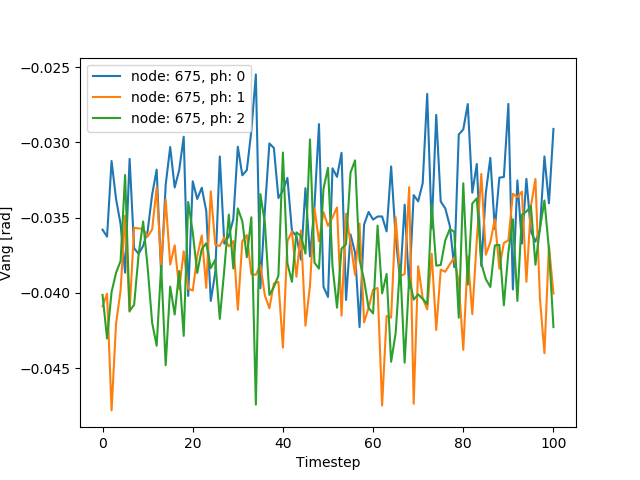 −0.025
−0.030
−0.035
−0.040
−0.045
Vang [rad]
node: 675, ph: 0
node: 675, ph: 1
node: 675, ph: 2
0
20
40
60
80
100
Timestep